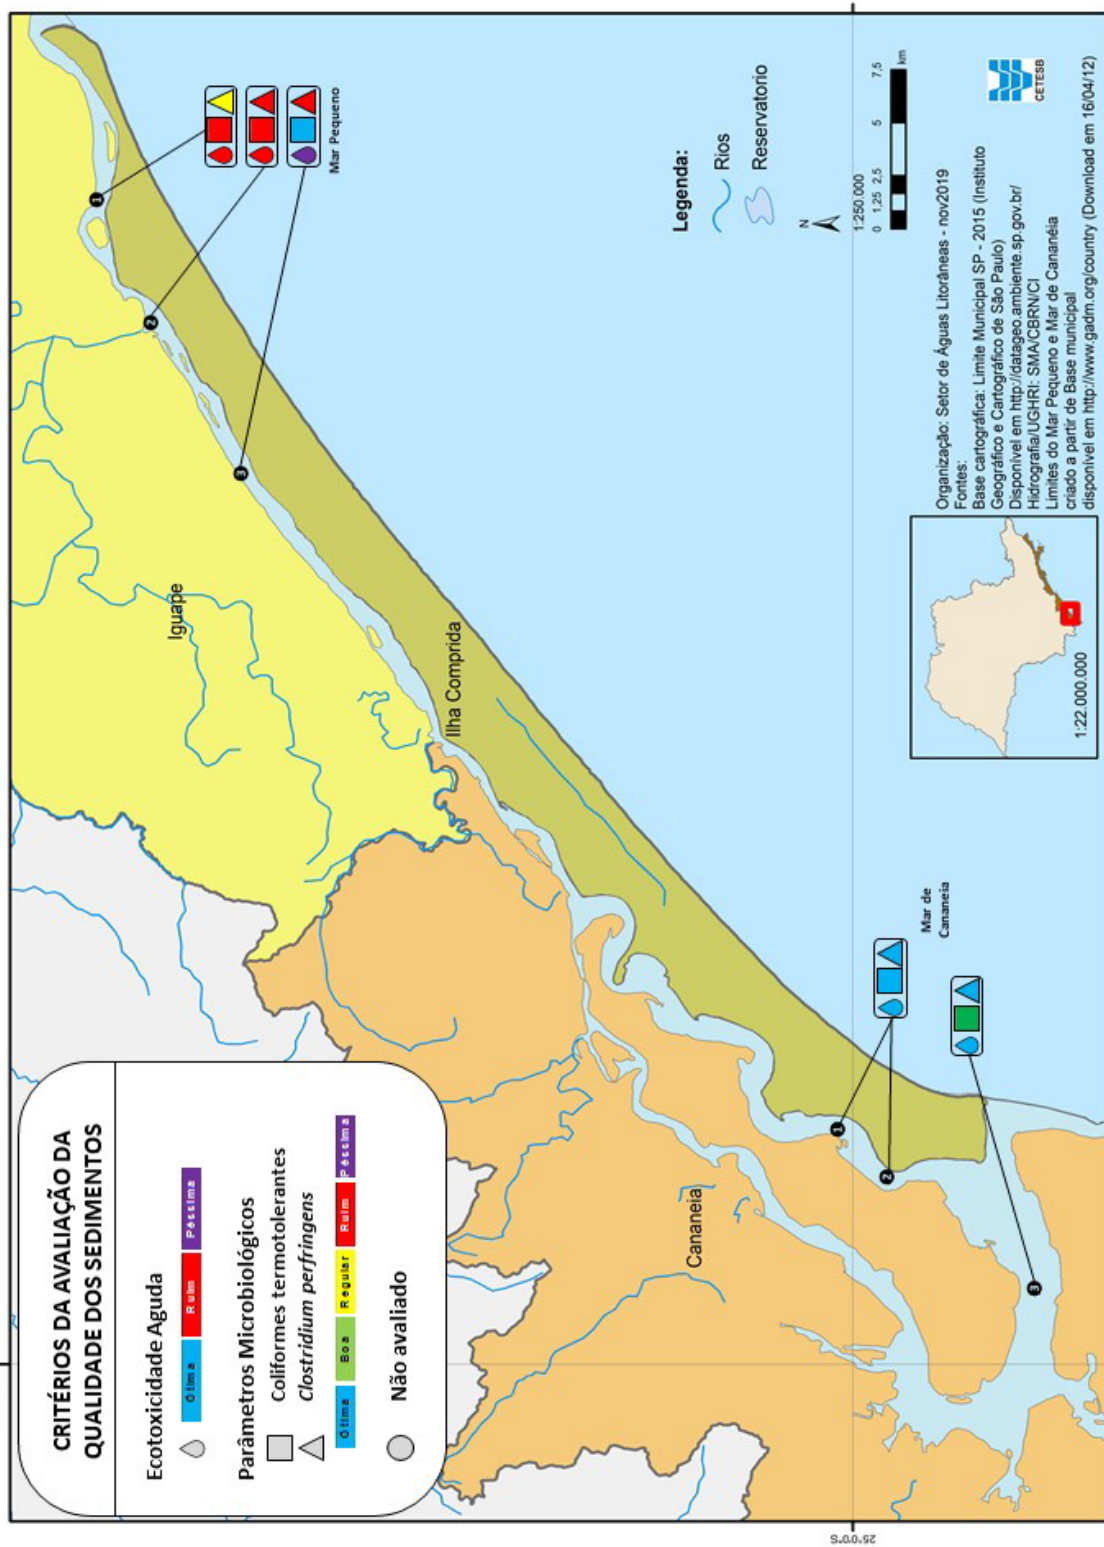 CRITÉRIOS DA AVALIAÇÃO DA
QUALIDADE DOS SEDIMENTOS
Ecotoxicidade Aguda
Otima
Ruim
Péssima
Parâmetros Microbiológicos
Coliformes termotolerantes
Clostridium perfringens
Otima
Boa
Regular
Ruim
Péssima
Não avaliado
Iguape
Ilha Comprida
Cananeia
1
2
3
Mar Pequeno
1
2
3
Mar de
Cananeia
Legenda:
Rios
Reservatorio
N
1:250.000
0 1,25 2,5 5 7,5
km
CETESB
Organização: Setor de Águas Litorâneas - nov2019
Fontes:
Base cartográfica: Limite Municipal SP - 2015 (Instituto
Geográfico e Cartográfico de São Paulo)
Disponível em http://datageo.ambiente.sp.gov.br/
Hidrografia/UGHRI: SMA/CBRN/CI
Limites do Mar Pequeno e Mar de Cananéia
criado a partir de Base municipal
disponível em http://www.gadm.org/country (Download em 16/04/12)
1:22.000.000
25°0'0"S